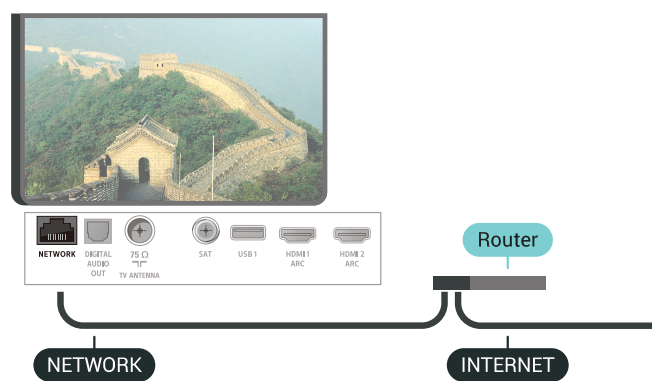 NETWORK
DIGITAL
AUDIO
OUT
75 Ω
TV ANTENNA
SAT
USB 1
HDMI 1
ARC
HDMI 2
ARC
Router
NETWORK
INTERNET